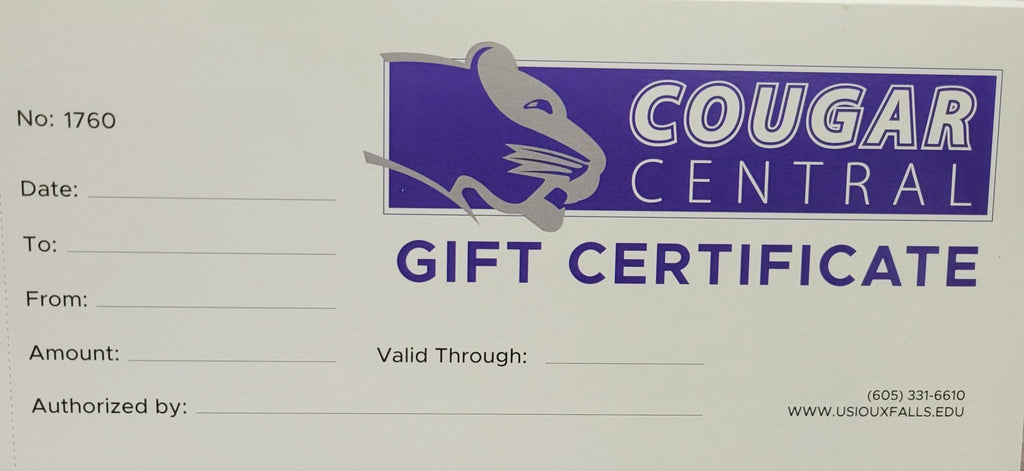 No: 1760
Date:
To:
From:
Amount:
Authorized by:
COUGAR
CENTRAL
GIFT CERTIFICATE
Valid Through:
(605) 331-6610
WWW.USIOUXFALLS.EDU